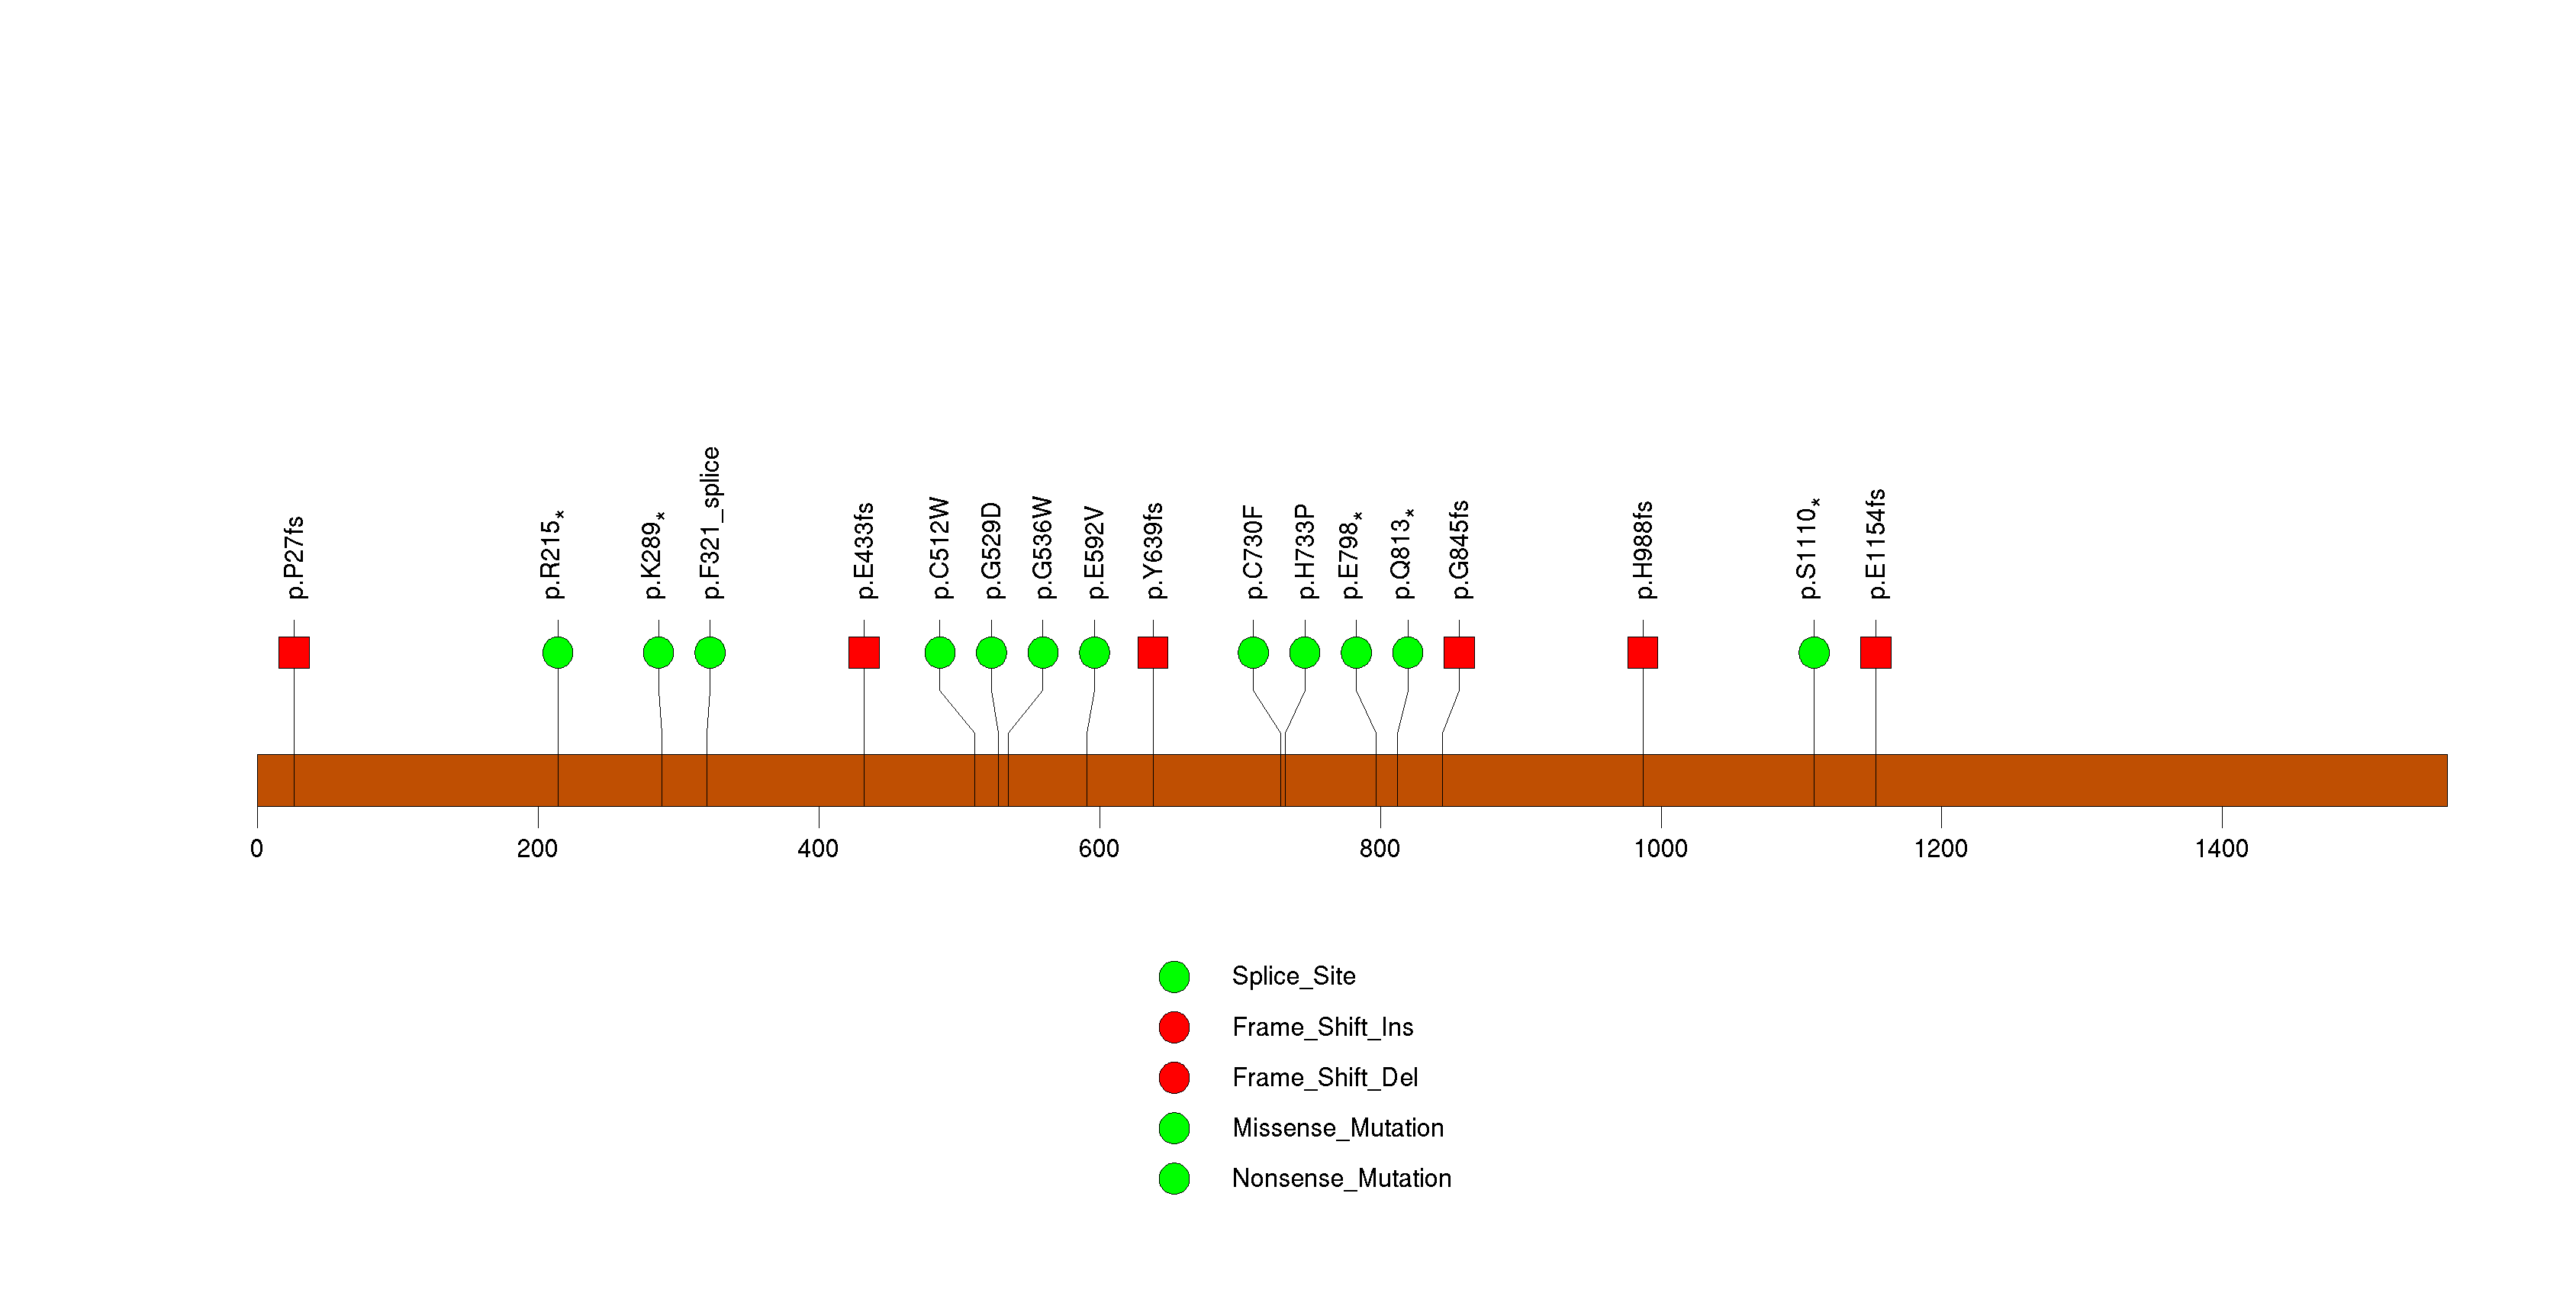 p.P27fs
p.R215*
p.K289*
p.F321_splice
p.E433fs
p.C512W
p.G529D
p.G536W
p.E592V
p.Y639fs
p.C730F
p.H733P
p.E798*
p.Q813*
p.G845fs
p.H988fs
p.S1110*
p.E1154fs
0 200 400 600 800 1000 1200 1400
Splice_Site
Frame_Shift_Ins
Frame_Shift_Del
Missense_Mutation
Nonsense_Mutation